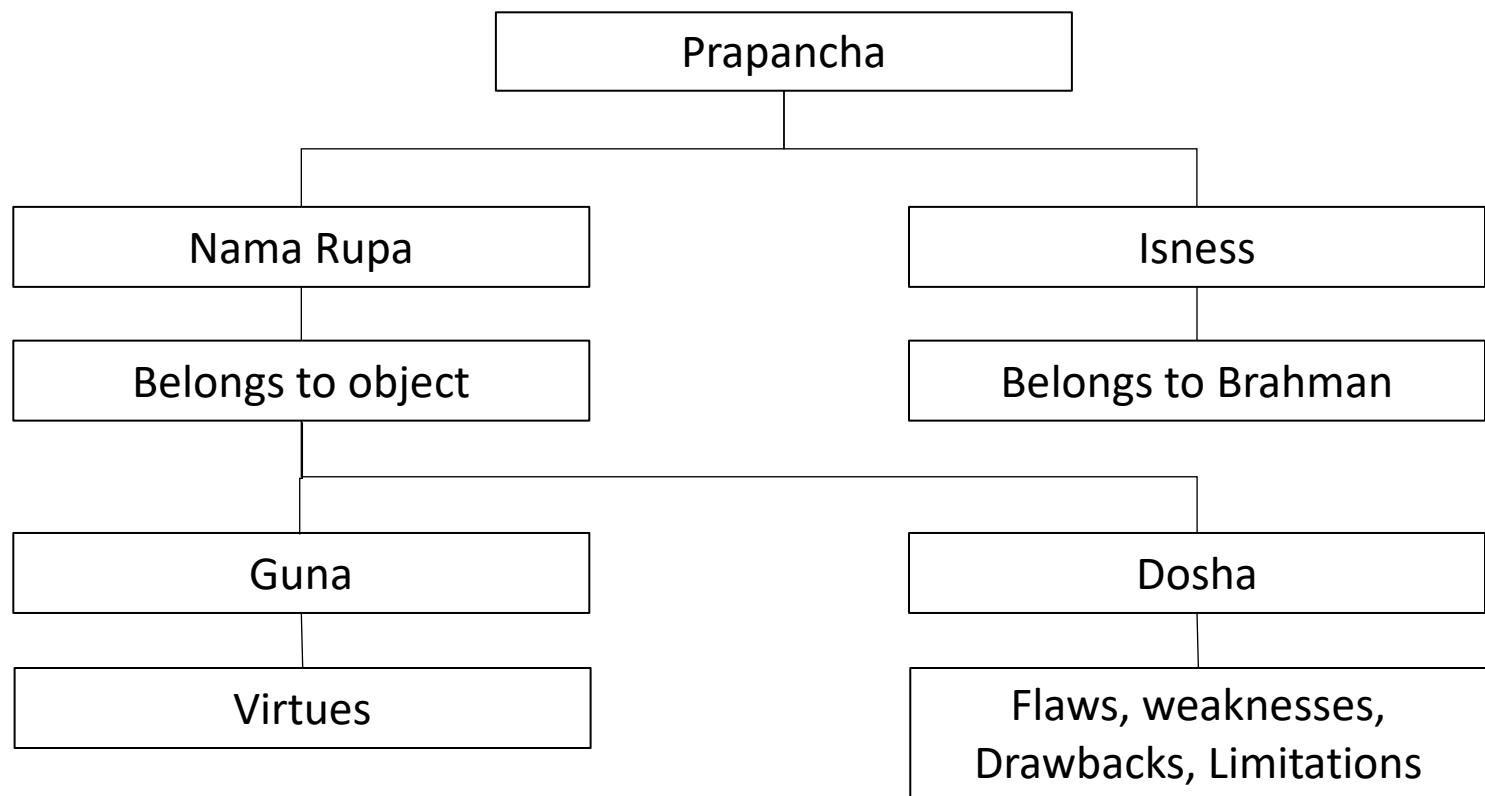 Prapancha
Nama Rupa
Isness
Belongs to object
Belongs to Brahman
Guna
Dosha
Virtues
Flaws, weaknesses,
Drawbacks, Limitations